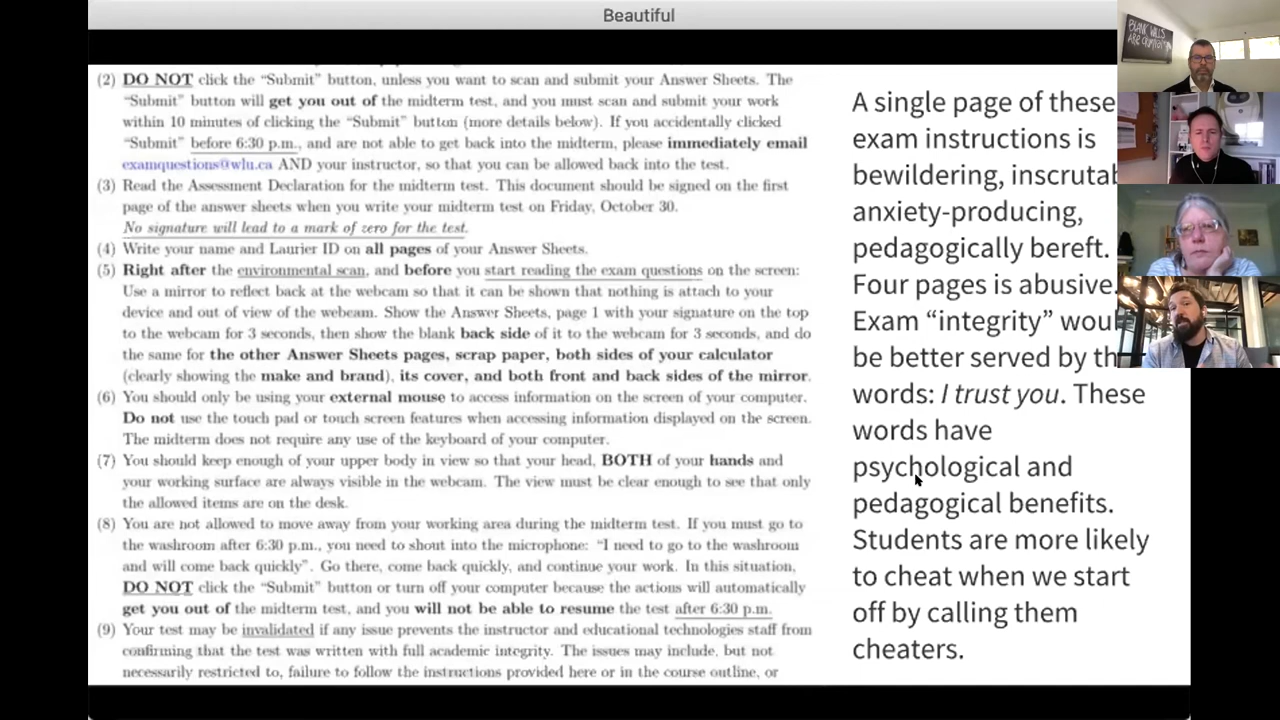 Beautiful
(2) DO NOT click the “Submit” button, unless you want to scan and submit your Answer Sheets. The
“Submit” button will get you out of the midterm test, and you must scan and submit your work
within 10 minutes of clicking the “Submit” button (more details below). If you accidentally clicked
“Submit” before 6:30 p.m., and are not able to get back into the midterm, please immediately email
examquestions@wlu.ca AND your instructor, so that you can be allowed back into the test.
(3) Read the Assessment Declaration for the midterm test. This document should be signed on the first
page of the answer sheets when you write your midterm test on Friday, October 30.
No signature will lead to a mark of zero for the test.
(4) Write your name and Laurier ID on all pages of your Answer Sheets.
(5) Right after the environmental scan, and before you start reading the exam questions on the screen:
Use a mirror to reflect back at the webcam so that it can be shown that nothing is attach to your
device and out of view of the webcam. Show the Answer Sheets, page 1 with your signature on the top
to the webcam for 3 seconds, then show the blank back side of it to the webcam for 3 seconds, and do
the same for the other Answer Sheets pages, scrap paper, both sides of your calculator
(clearly showing the make and brand), its cover, and both front and back sides of the mirror.
(6) You should only be using your external mouse to access information on the screen of your computer.
Do not use the touch pad or touch screen features when accessing information displayed on the screen.
The midterm does not require any use of the keyboard of your computer.
(7) You should keep enough of your upper body in view so that your head, BOTH of your hands and
your working surface are always visible in the webcam. The view must be clear enough to see that only
the allowed items are on the desk.
(8) You are not allowed to move away from your working area during the midterm test. If you must go to
the washroom after 6:30 p.m., you need to shout into the microphone: “I need to go to the washroom
and will come back quickly”. Go there, come back quickly, and continue your work. In this situation,
DO NOT click the “Submit” button or turn off your computer because the actions will automatically
get you out of the midterm test, and you will not be able to resume the test after 6:30 p.m.
(9) Your test may be invalidated if any issue prevents the instructor and educational technologies staff from
confirming that the test was written with full academic integrity. The issues may include, but not
necessarily restricted to, failure to follow the instructions provided here or in the course outline, or
A single page of these
exam instructions is
bewildering, inscrutab
anxiety-producing,
pedagogically bereft.
Four pages is abusive.
Exam “integrity” woul
be better served by th
words: I trust you. These
words have
psychological and
pedagogical benefits.
Students are more likely
to cheat when we start
off by calling them
cheaters.
BLANK WALLS
ARE